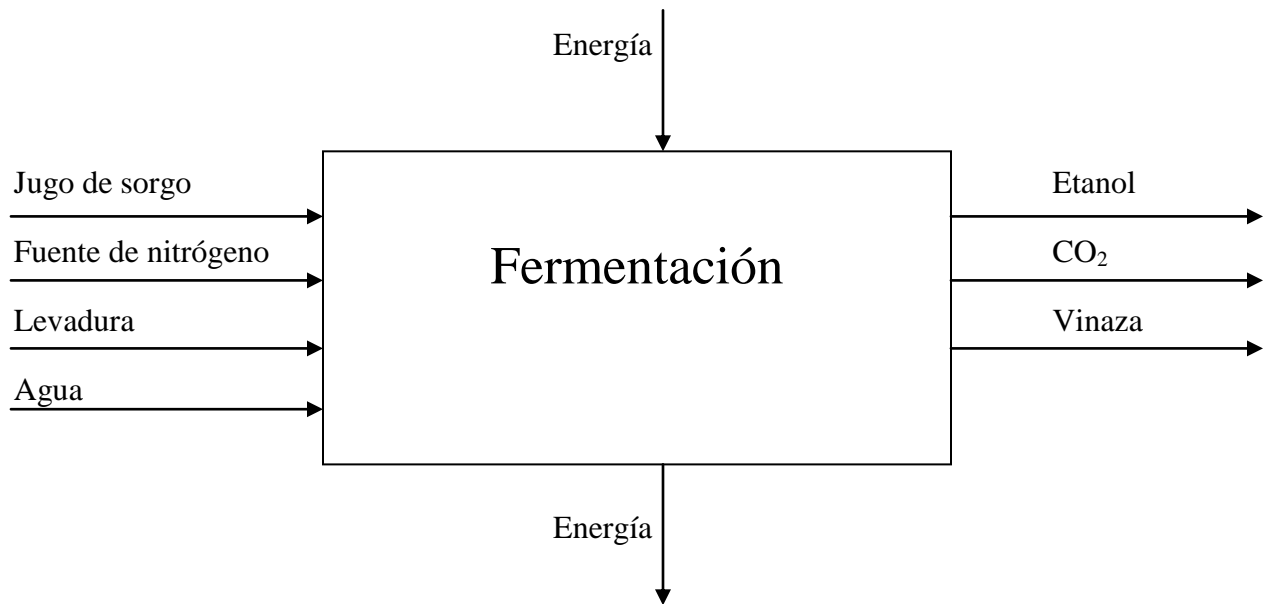 Energía
Jugo de sorgo
Fuente de nitrógeno
Levadura
Agua
Fermentación
Etanol
CO₂
Vinaza
Energía